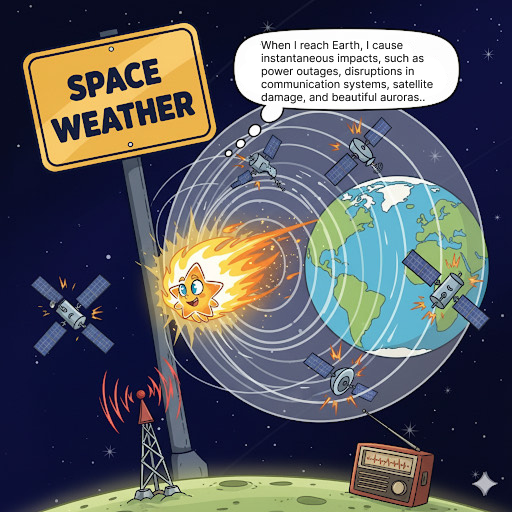 SPACE
WEATHER
When I reach Earth, I cause
instantaneous impacts, such as
power outages, disruptions in
communication systems, satellite
damage, and beautiful auroras..